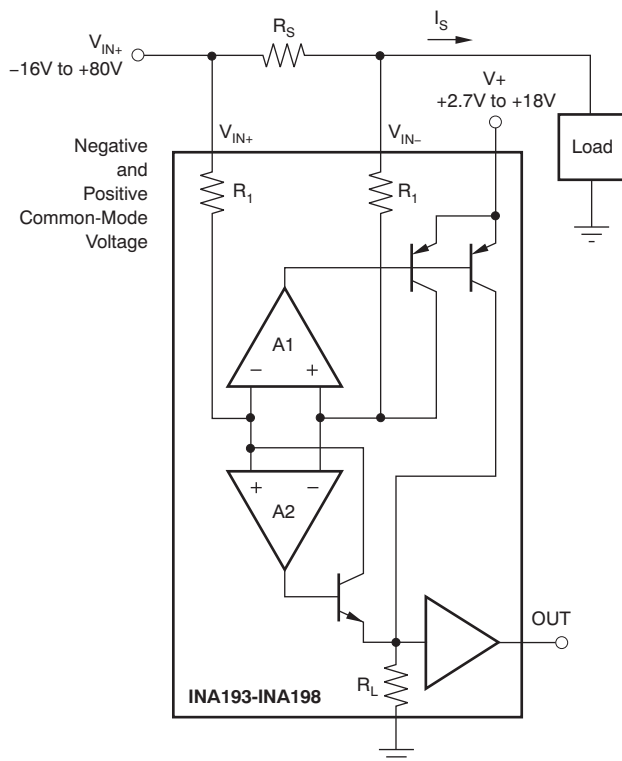 R_S
I_S
V_IN+
−16V to +80V
V+
+2.7V to +18V
Negative
and
Positive
Common-Mode
Voltage
V_IN+
V_IN−
Load
R_1
R_1
A1
− +
+ −
A2
OUT
R_L
INA193-INA198